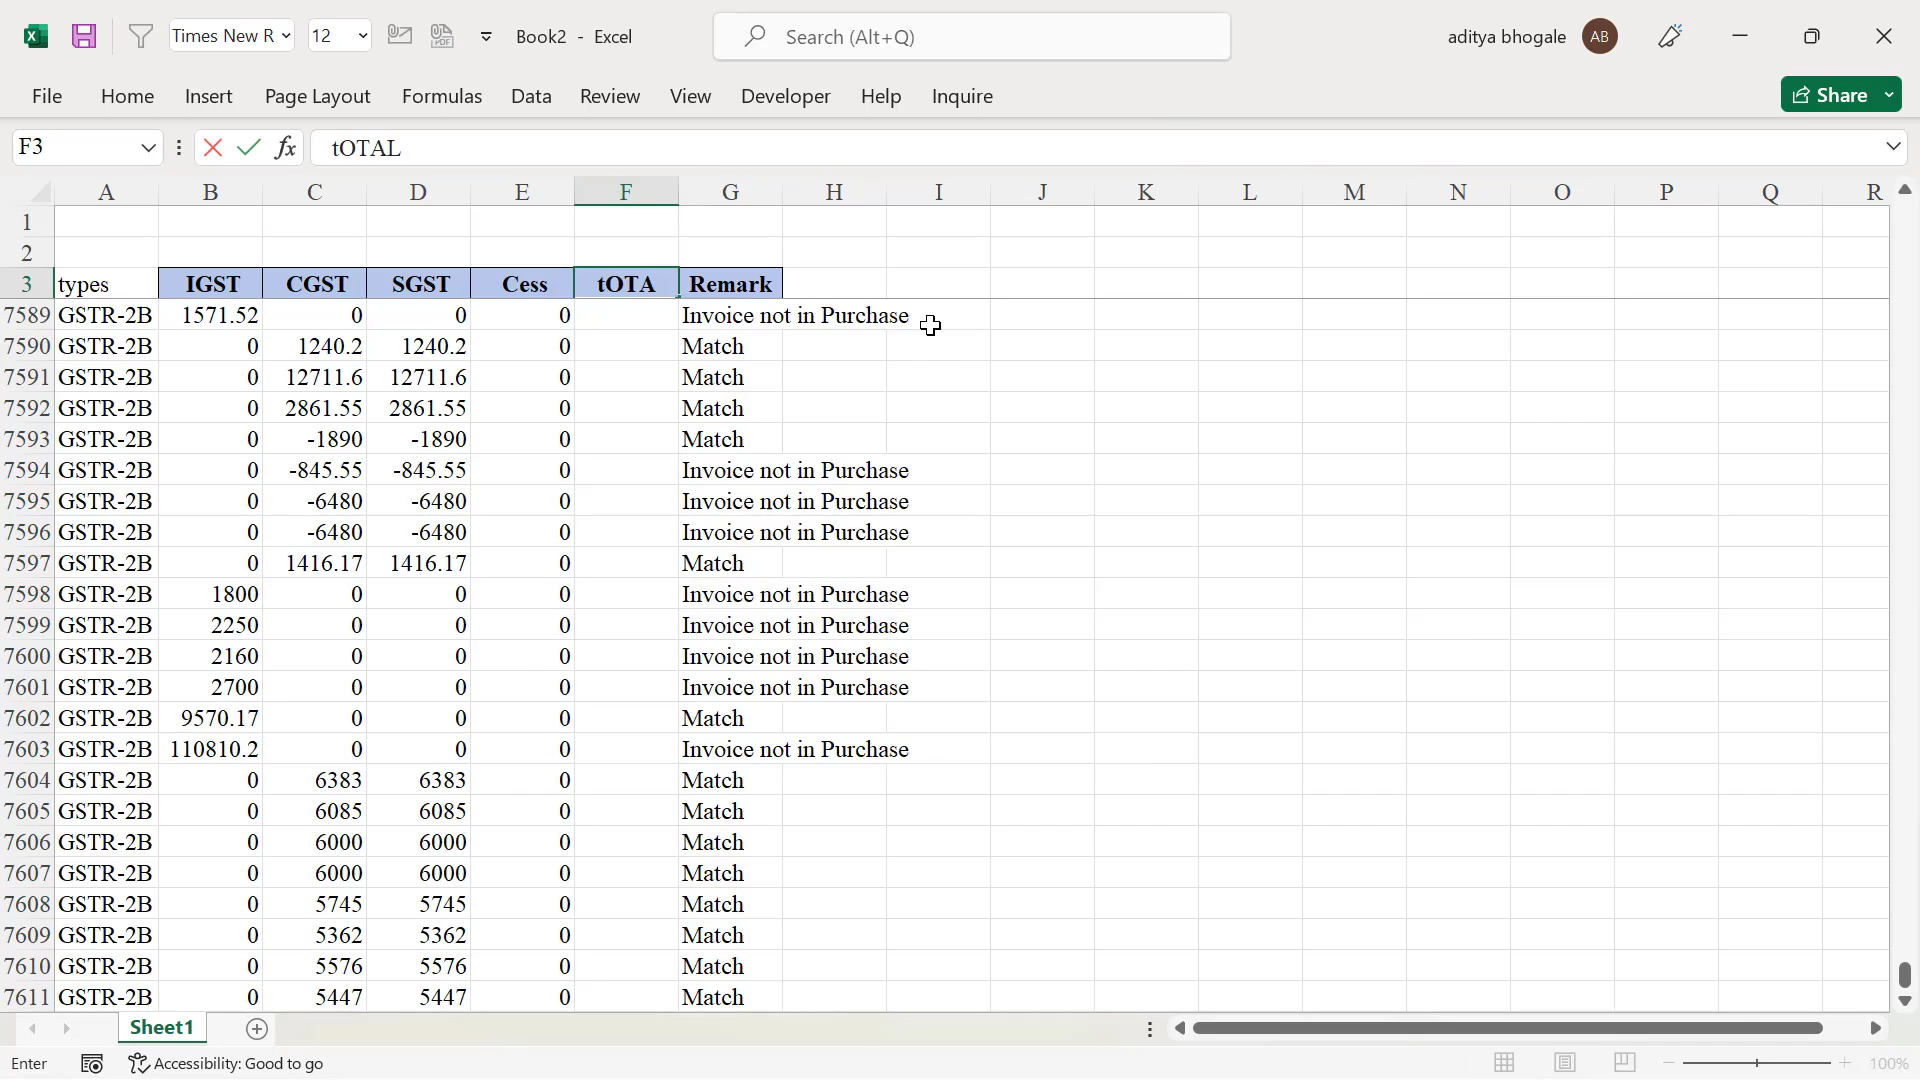 Times New R 12 Book2 - Excel Search (Alt+Q) aditya bhogale AB
File Home Insert Page Layout Formulas Data Review View Developer Help Inquire Share
F3 fx tOTAL
A B C D E F G H I J K L M N O P Q R
1
2
3 types IGST CGST SGST Cess tOTA Remark
7589 GSTR-2B 1571.52 0 0 0 Invoice not in Purchase
7590 GSTR-2B 0 1240.2 1240.2 0 Match
7591 GSTR-2B 0 12711.6 12711.6 0 Match
7592 GSTR-2B 0 2861.55 2861.55 0 Match
7593 GSTR-2B 0 -1890 -1890 0 Match
7594 GSTR-2B 0 -845.55 -845.55 0 Invoice not in Purchase
7595 GSTR-2B 0 -6480 -6480 0 Invoice not in Purchase
7596 GSTR-2B 0 -6480 -6480 0 Invoice not in Purchase
7597 GSTR-2B 0 1416.17 1416.17 0 Match
7598 GSTR-2B 1800 0 0 0 Invoice not in Purchase
7599 GSTR-2B 2250 0 0 0 Invoice not in Purchase
7600 GSTR-2B 2160 0 0 0 Invoice not in Purchase
7601 GSTR-2B 2700 0 0 0 Invoice not in Purchase
7602 GSTR-2B 9570.17 0 0 0 Match
7603 GSTR-2B 110810.2 0 0 0 Invoice not in Purchase
7604 GSTR-2B 0 6383 6383 0 Match
7605 GSTR-2B 0 6085 6085 0 Match
7606 GSTR-2B 0 6000 6000 0 Match
7607 GSTR-2B 0 6000 6000 0 Match
7608 GSTR-2B 0 5745 5745 0 Match
7609 GSTR-2B 0 5362 5362 0 Match
7610 GSTR-2B 0 5576 5576 0 Match
7611 GSTR-2B 0 5447 5447 0 Match
Sheet1
Enter Accessibility: Good to go 100%